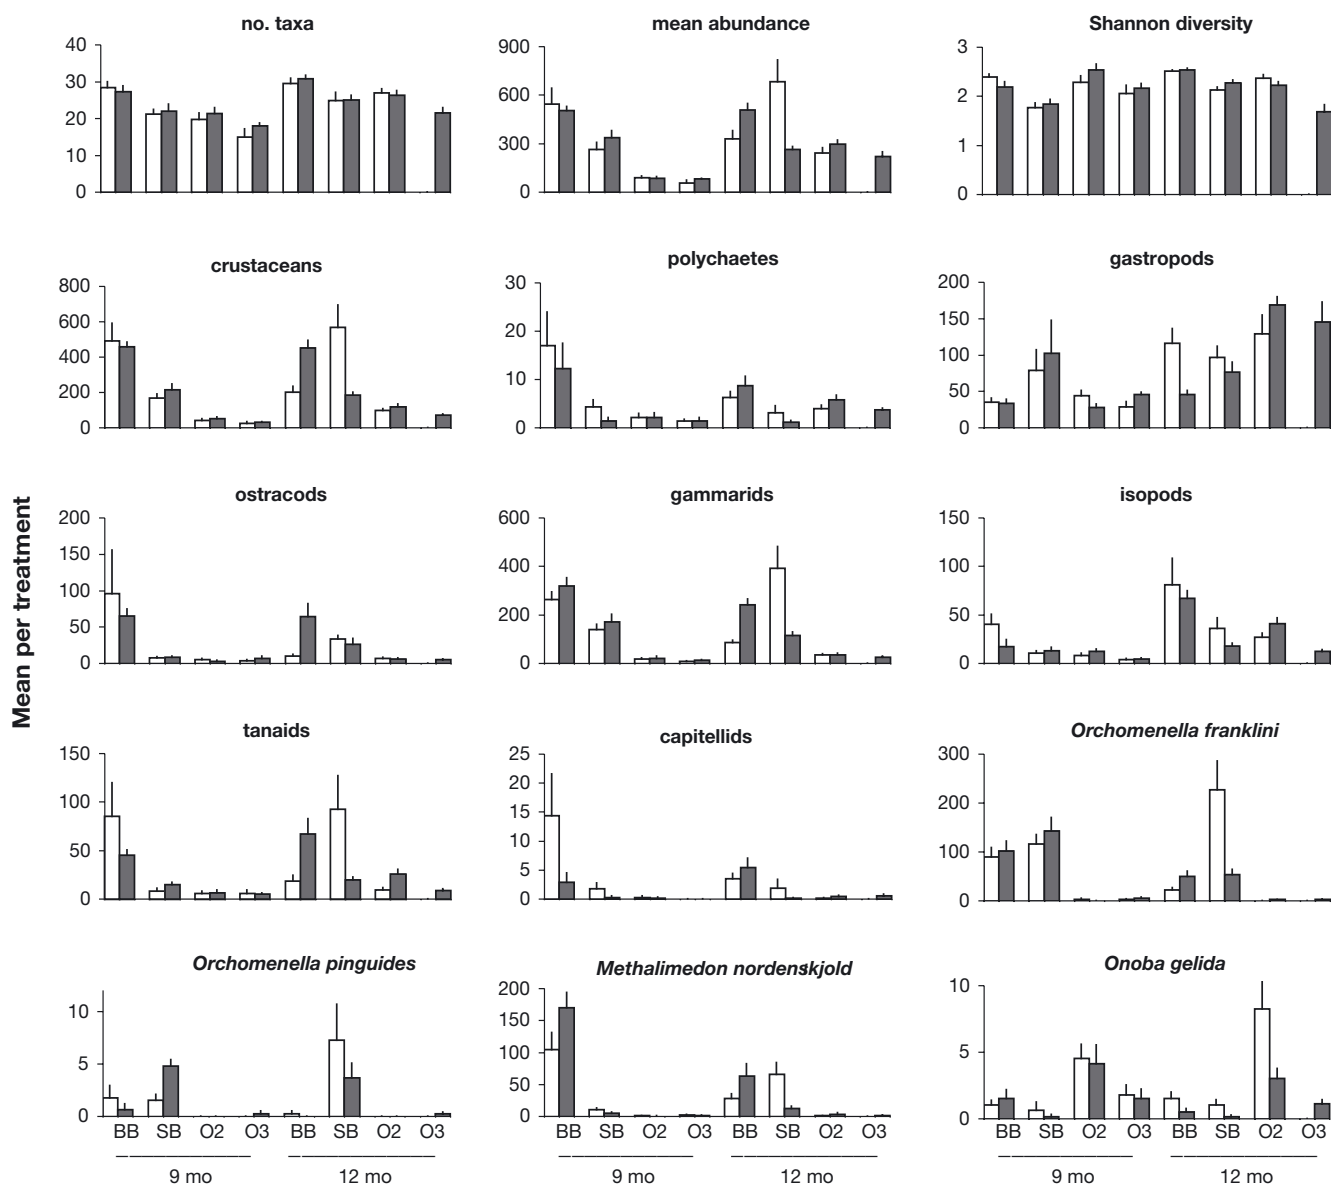 no. taxa
mean abundance
Shannon diversity
40
30
20
10
0
900
600
300
0
3
2
1
0
crustaceans
polychaetes
gastropods
800
600
400
200
0
30
20
10
0
200
150
100
50
0
ostracods
gammarids
isopods
200
150
100
50
0
600
400
200
0
150
100
50
0
Mean per treatment
tanaids
capitellids
Orchomenella franklini
150
100
50
0
25
20
15
10
5
0
300
200
100
0
Orchomenella pinguides
Methalimedon nordenskjold
Onoba gelida
10
5
0
200
150
100
50
0
10
5
0
BB SB O2 O3 BB SB O2 O3
9 mo 12 mo
BB SB O2 O3 BB SB O2 O3
9 mo 12 mo
BB SB O2 O3 BB SB O2 O3
9 mo 12 mo